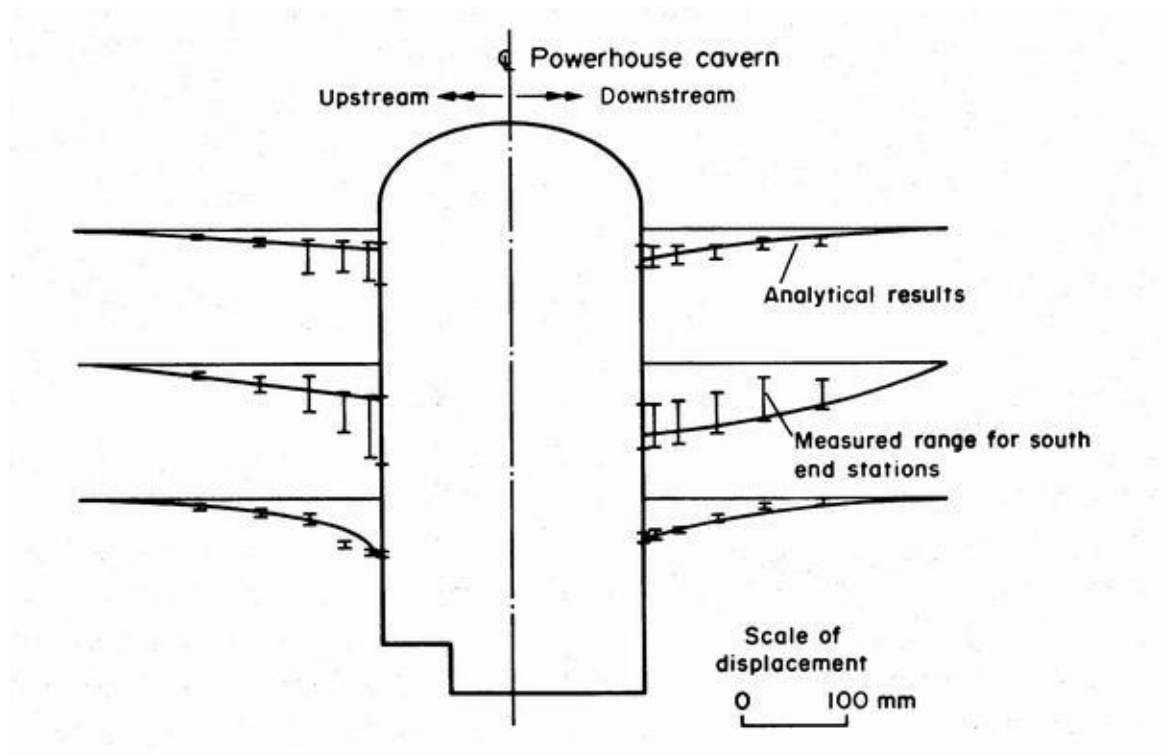 ℄ Powerhouse cavern
Upstream
Downstream
Analytical results
Measured range for south
end stations
Scale of
displacement
0 100 mm